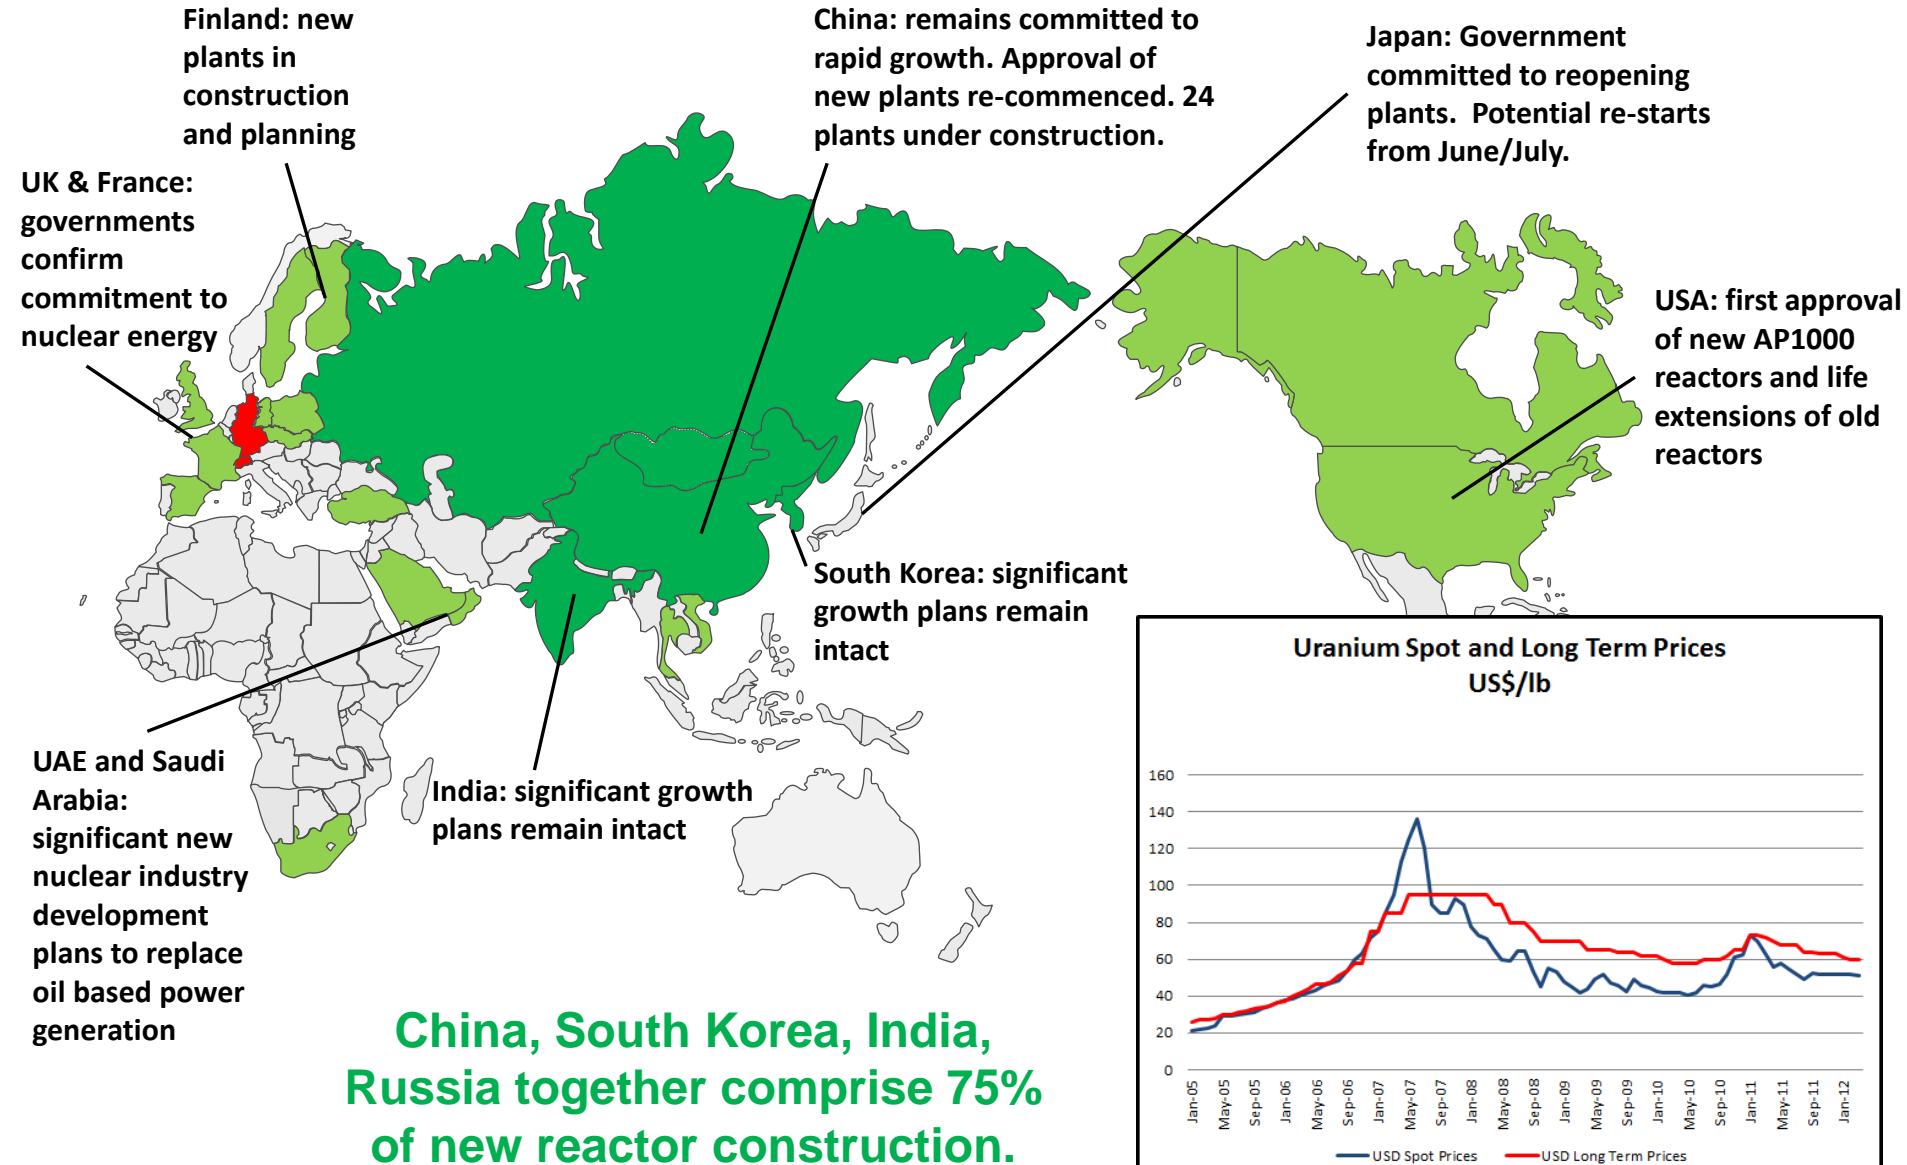 Finland: new
plants in
construction
and planning
China: remains committed to
rapid growth. Approval of
new plants re-commenced. 24
plants under construction.
Japan: Government
committed to reopening
plants.  Potential re-starts
from June/July.
UK & France:
governments
confirm
commitment to
nuclear energy
USA: first approval
of new AP1000
reactors and life
extensions of old
reactors
South Korea: significant
growth plans remain
intact
UAE and Saudi
Arabia:
significant new
nuclear industry
development
plans to replace
oil based power
generation
India: significant growth
plans remain intact
China, South Korea, India,
Russia together comprise 75%
of new reactor construction.
Uranium Spot and Long Term Prices
US$/lb
160
140
120
100
80
60
40
20
0
Jan-05
May-05
Sep-05
Jan-06
May-06
Sep-06
Jan-07
May-07
Sep-07
Jan-08
May-08
Sep-08
Jan-09
May-09
Sep-09
Jan-10
May-10
Sep-10
Jan-11
May-11
Sep-11
Jan-12
USD Spot Prices
USD Long Term Prices